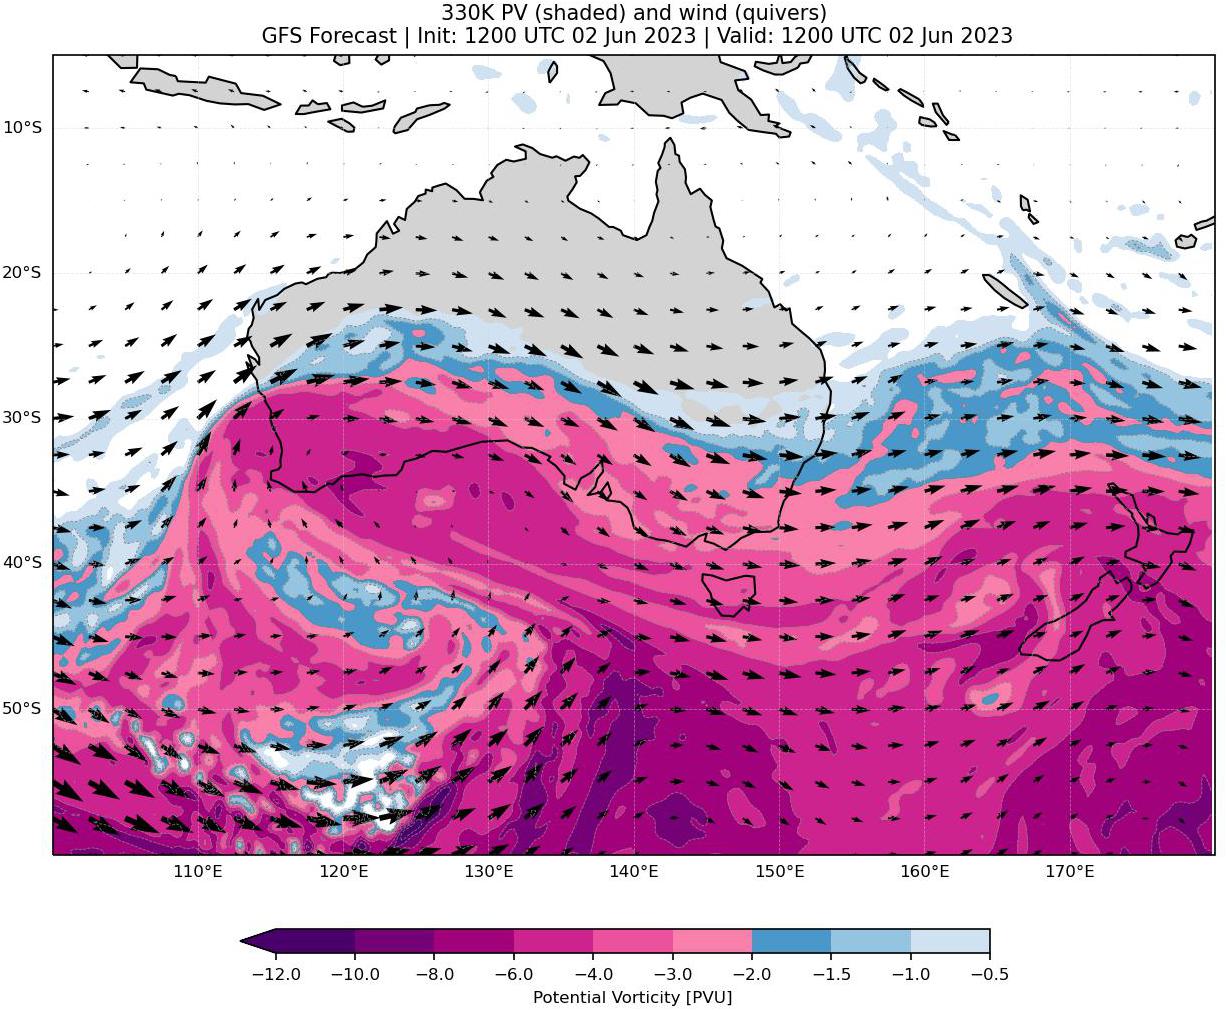 330K PV (shaded) and wind (quivers)
GFS Forecast | Init: 1200 UTC 02 Jun 2023 | Valid: 1200 UTC 02 Jun 2023
10°S
20°S
30°S
40°S
50°S
110°E 120°E 130°E 140°E 150°E 160°E 170°E
−12.0 −10.0 −8.0 −6.0 −4.0 −3.0 −2.0 −1.5 −1.0 −0.5
Potential Vorticity [PVU]